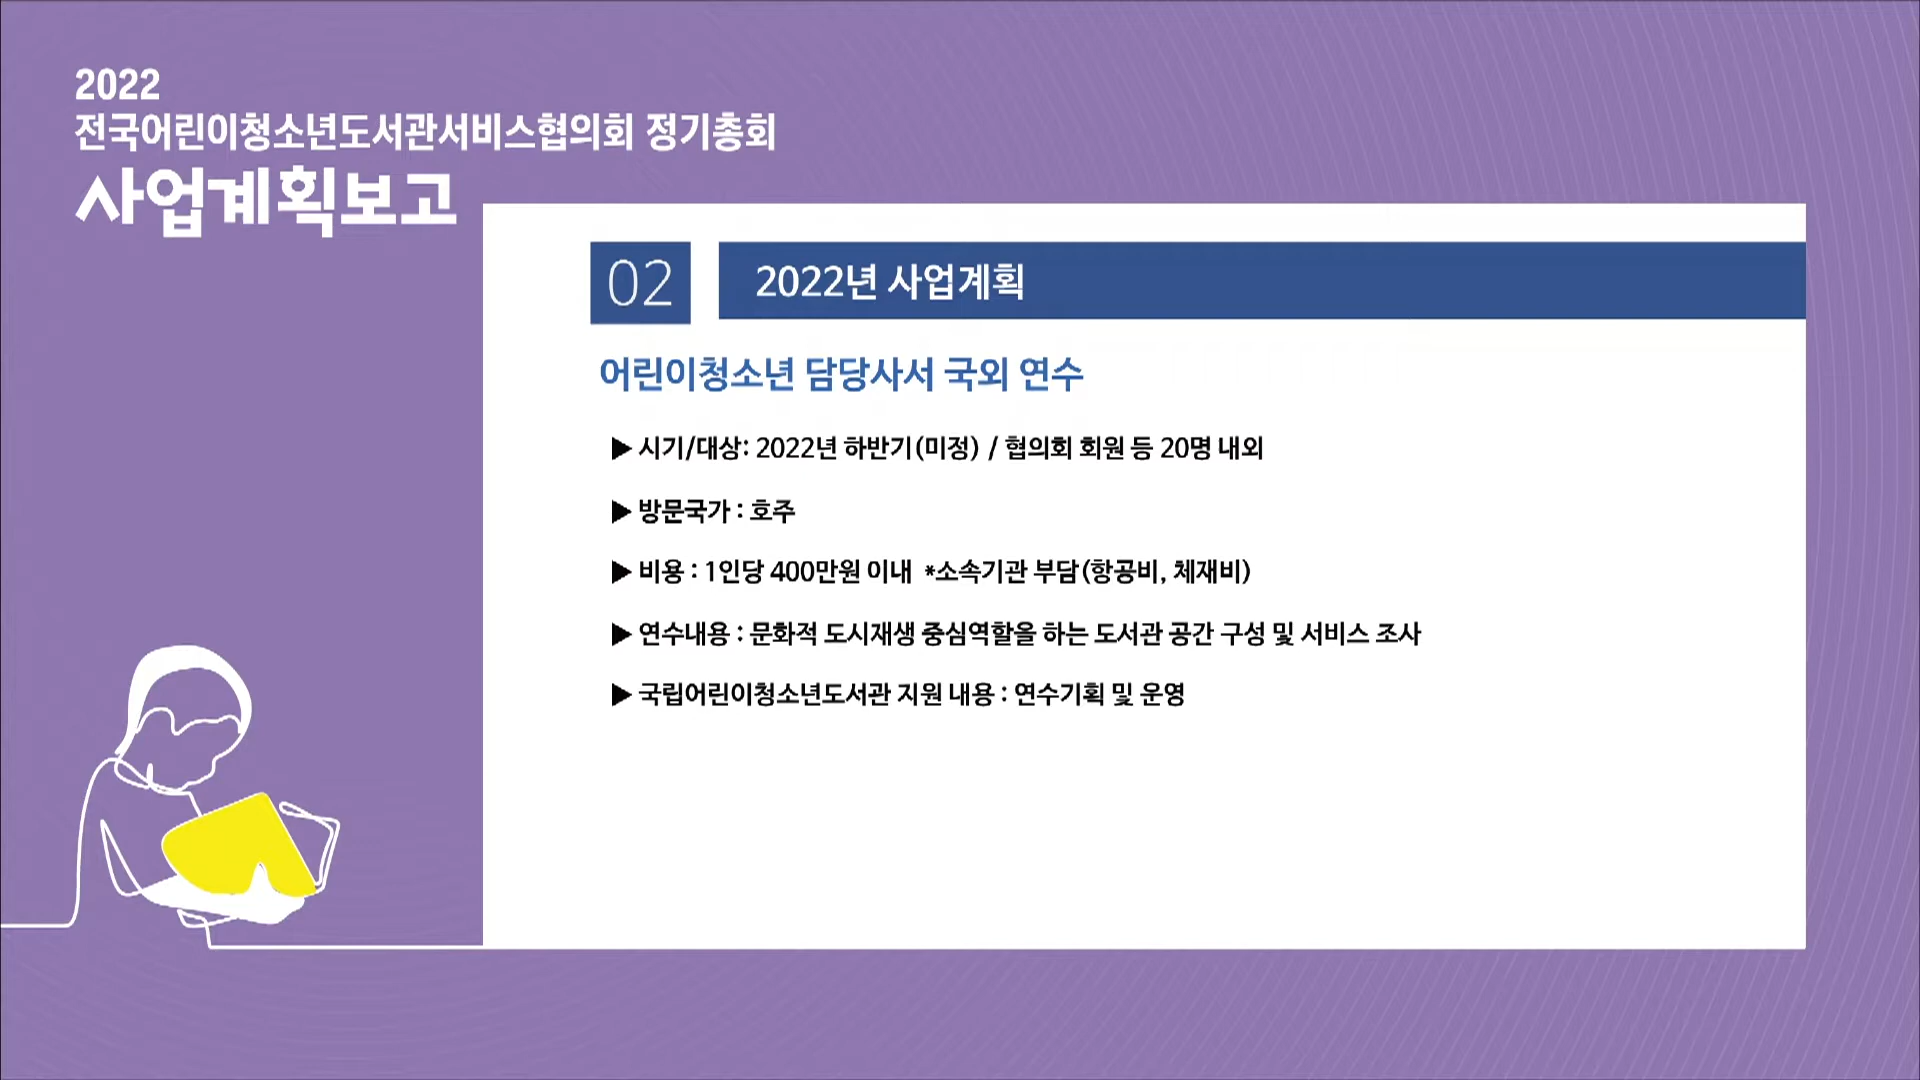 2022
전국어린이청소년도서관서비스협의회 정기총회
사업계획보고
02
2022년 사업계획
어린이청소년 담당사서 국외 연수
▶ 시기/대상: 2022년 하반기(미정) / 협의회 회원 등 20명 내외
▶ 방문국가 : 호주
▶ 비용 : 1인당 400만원 이내 *소속기관 부담(항공비, 체재비)
▶ 연수내용 : 문화적 도시재생 중심역할을 하는 도서관 공간 구성 및 서비스 조사
▶ 국립어린이청소년도서관 지원 내용 : 연수기획 및 운영